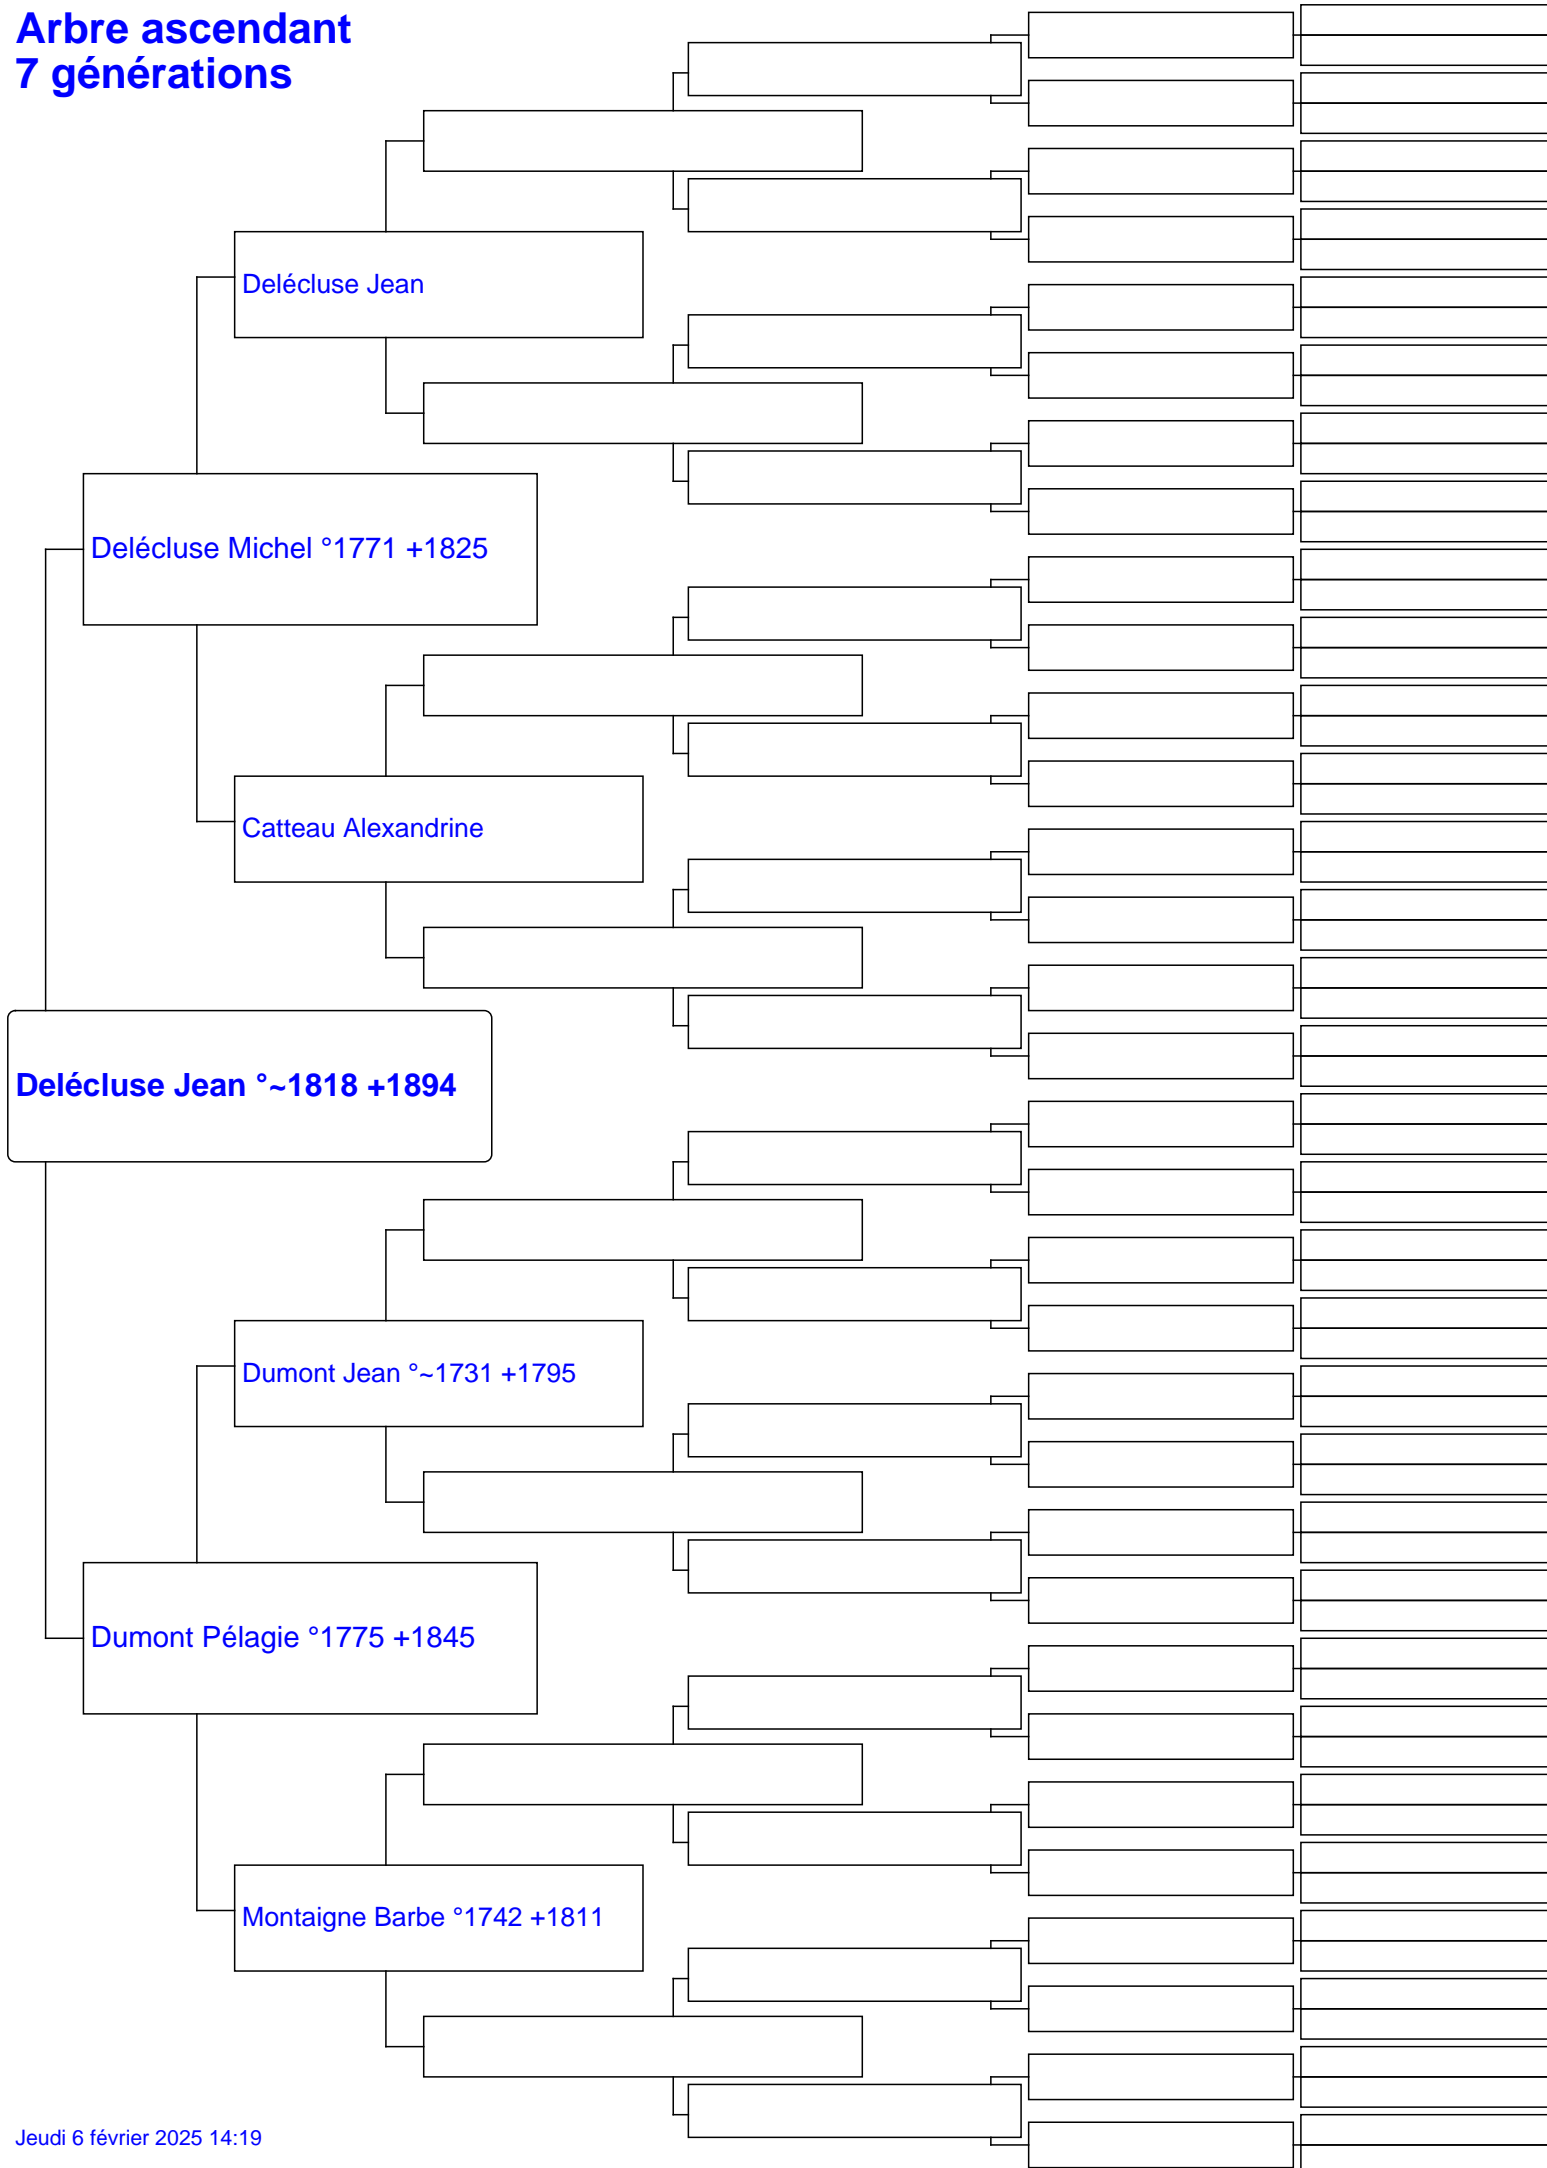 Arbre ascendant
7 générations
Delécluse Jean
Delécluse Michel °1771 +1825
Catteau Alexandrine
Delécluse Jean °~1818 +1894
Dumont Jean °~1731 +1795
Dumont Pélagie °1775 +1845
Montaigne Barbe °1742 +1811
Jeudi 6 février 2025 14:19